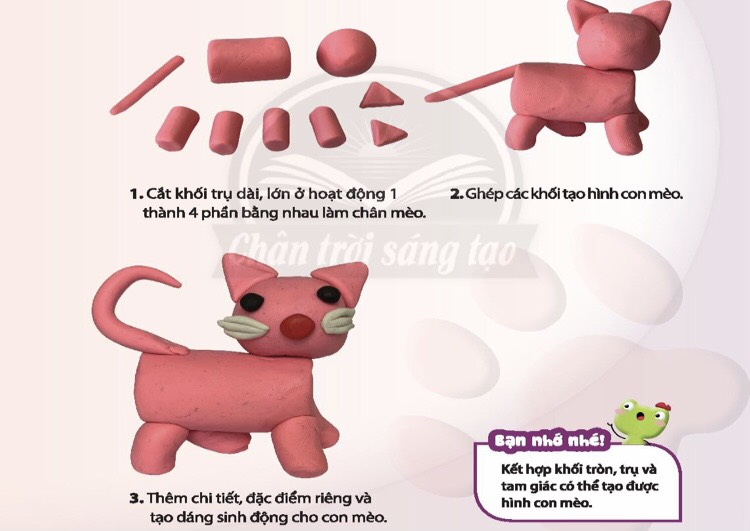 1. Cắt khối trụ dài, lớn ở hoạt động 1
thành 4 phần bằng nhau làm chân mèo.
2. Ghép các khối tạo hình con mèo.
Chân trời sáng tạo
3. Thêm chi tiết, đặc điểm riêng và
tạo dáng sinh động cho con mèo.
Bạn nhớ nhé!
Kết hợp khối tròn, trụ và
tam giác có thể tạo được
hình con mèo.